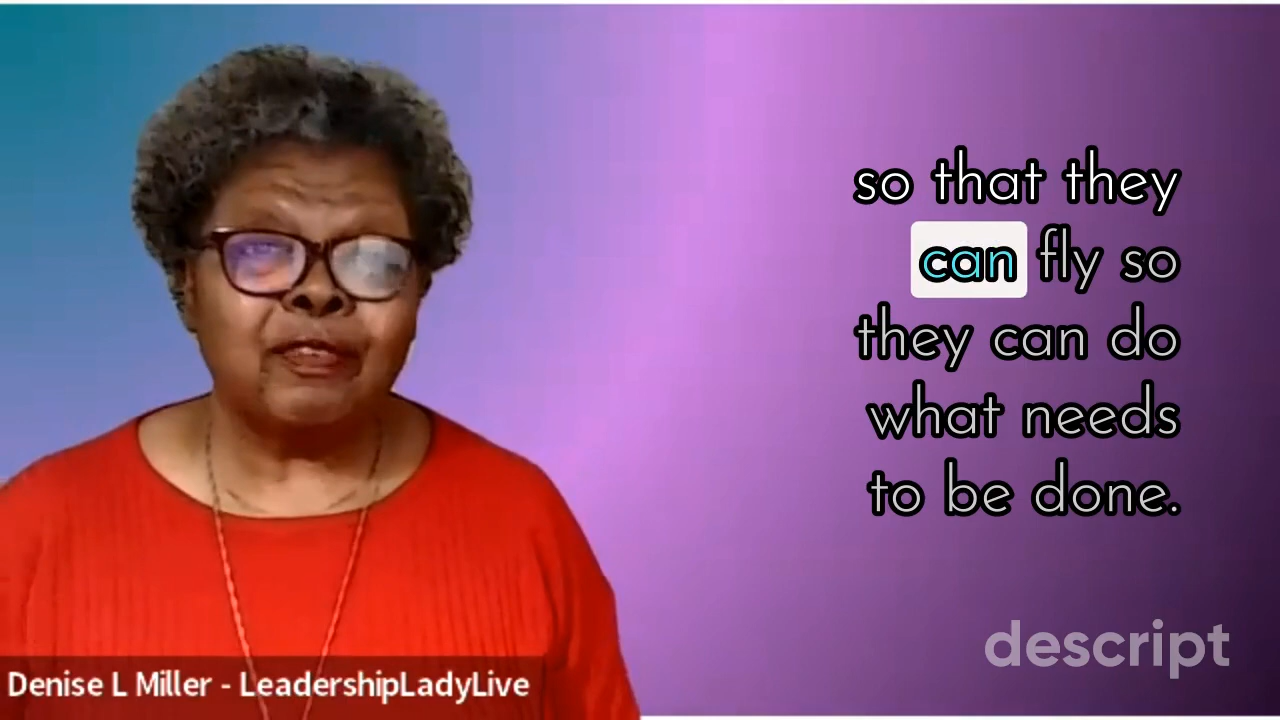 so that they
can fly so
they can do
what needs
to be done.
descript
Denise L Miller - LeadershipLadyLive